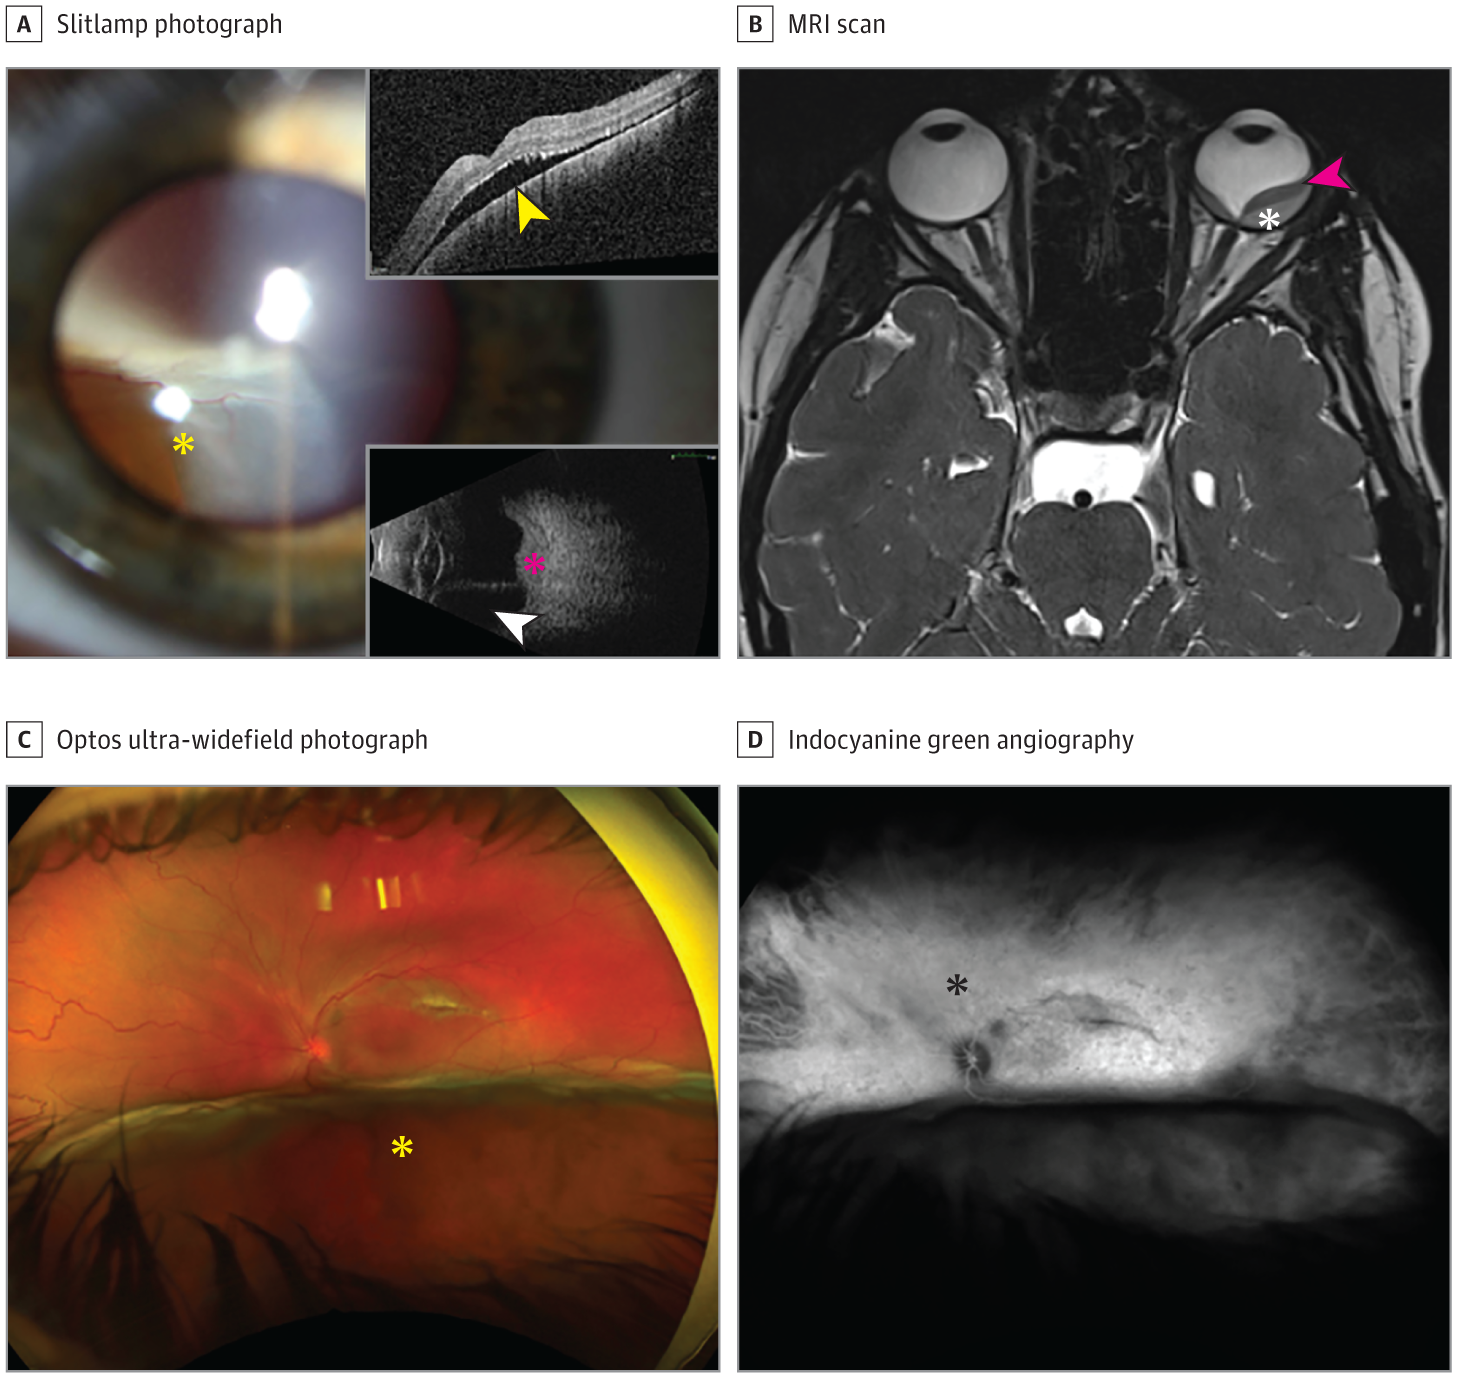 A Slitlamp photograph
B MRI scan
*
*
*
C Optos ultra-widefield photograph
D Indocyanine green angiography
*
*